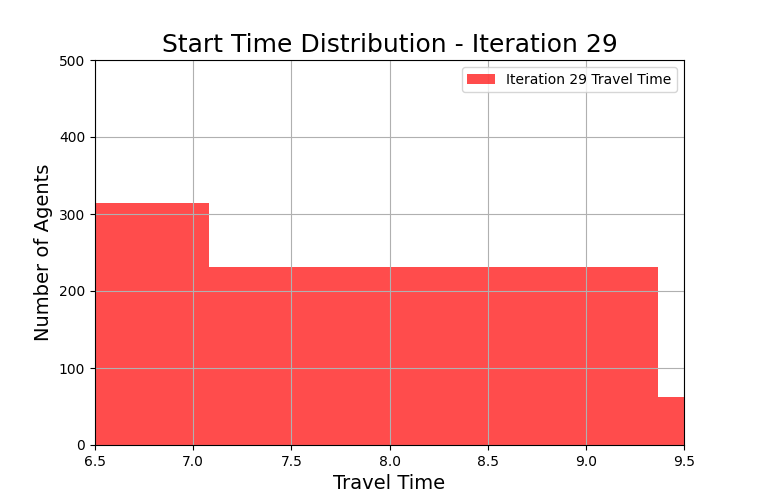 Start Time Distribution - Iteration 29
Iteration 29 Travel Time
Number of Agents
500
400
300
200
100
0
6.5 7.0 7.5 8.0 8.5 9.0 9.5
Travel Time